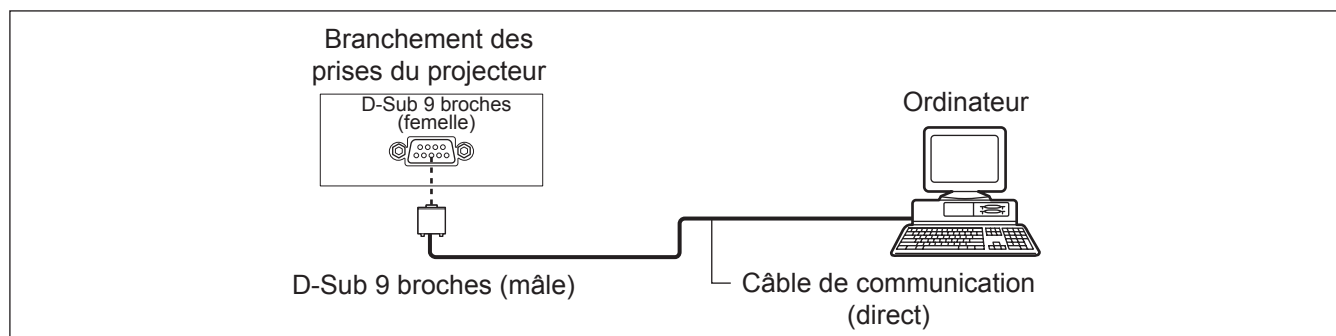 Branchement des
prises du projecteur
D-Sub 9 broches
(femelle)
Ordinateur
D-Sub 9 broches (mâle)
Câble de communication
(direct)